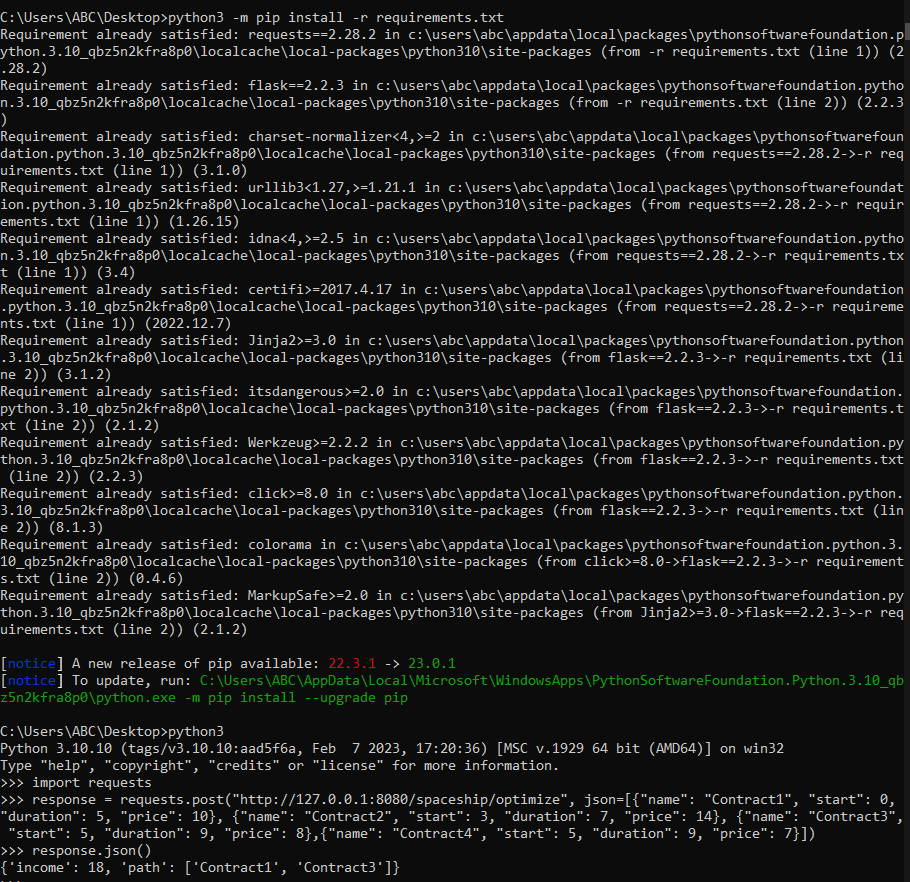 C:\Users\ABC\Desktop>python3 -m pip install -r requirements.txt
Requirement already satisfied: requests==2.28.2 in c:\users\abc\appdata\local\packages\pythonsoftwarefoundation.p
ython.3.10_qbz5n2kfra8p0\localcache\local-packages\python310\site-packages (from -r requirements.txt (line 1)) (2
.28.2)
Requirement already satisfied: flask==2.2.3 in c:\users\abc\appdata\local\packages\pythonsoftwarefoundation.pytho
n.3.10_qbz5n2kfra8p0\localcache\local-packages\python310\site-packages (from -r requirements.txt (line 2)) (2.2.3
)
Requirement already satisfied: charset-normalizer<4,>=2 in c:\users\abc\appdata\local\packages\pythonsoftwarefoun
dation.python.3.10_qbz5n2kfra8p0\localcache\local-packages\python310\site-packages (from requests==2.28.2->-r req
uirements.txt (line 1)) (3.1.0)
Requirement already satisfied: urllib3<1.27,>=1.21.1 in c:\users\abc\appdata\local\packages\pythonsoftwarefoundat
ion.python.3.10_qbz5n2kfra8p0\localcache\local-packages\python310\site-packages (from requests==2.28.2->-r requir
ements.txt (line 1)) (1.26.15)
Requirement already satisfied: idna<4,>=2.5 in c:\users\abc\appdata\local\packages\pythonsoftwarefoundation.pytho
n.3.10_qbz5n2kfra8p0\localcache\local-packages\python310\site-packages (from requests==2.28.2->-r requirements.tx
t (line 1)) (3.4)
Requirement already satisfied: certifi>=2017.4.17 in c:\users\abc\appdata\local\packages\pythonsoftwarefoundation
.python.3.10_qbz5n2kfra8p0\localcache\local-packages\python310\site-packages (from requests==2.28.2->-r requireme
nts.txt (line 1)) (2022.12.7)
Requirement already satisfied: Jinja2>=3.0 in c:\users\abc\appdata\local\packages\pythonsoftwarefoundation.python
.3.10_qbz5n2kfra8p0\localcache\local-packages\python310\site-packages (from flask==2.2.3->-r requirements.txt (li
ne 2)) (3.1.2)
Requirement already satisfied: itsdangerous>=2.0 in c:\users\abc\appdata\local\packages\pythonsoftwarefoundation.
python.3.10_qbz5n2kfra8p0\localcache\local-packages\python310\site-packages (from flask==2.2.3->-r requirements.t
xt (line 2)) (2.1.2)
Requirement already satisfied: Werkzeug>=2.2.2 in c:\users\abc\appdata\local\packages\pythonsoftwarefoundation.py
thon.3.10_qbz5n2kfra8p0\localcache\local-packages\python310\site-packages (from flask==2.2.3->-r requirements.txt
 (line 2)) (2.2.3)
Requirement already satisfied: click>=8.0 in c:\users\abc\appdata\local\packages\pythonsoftwarefoundation.python.
3.10_qbz5n2kfra8p0\localcache\local-packages\python310\site-packages (from flask==2.2.3->-r requirements.txt (lin
e 2)) (8.1.3)
Requirement already satisfied: colorama in c:\users\abc\appdata\local\packages\pythonsoftwarefoundation.python.3.
10_qbz5n2kfra8p0\localcache\local-packages\python310\site-packages (from click>=8.0->flask==2.2.3->-r requirement
s.txt (line 2)) (0.4.6)
Requirement already satisfied: MarkupSafe>=2.0 in c:\users\abc\appdata\local\packages\pythonsoftwarefoundation.py
thon.3.10_qbz5n2kfra8p0\localcache\local-packages\python310\site-packages (from Jinja2>=3.0->flask==2.2.3->-r req
uirements.txt (line 2)) (2.1.2)

[notice] A new release of pip available: 22.3.1 -> 23.0.1
[notice] To update, run: C:\Users\ABC\AppData\Local\Microsoft\WindowsApps\PythonSoftwareFoundation.Python.3.10_qb
z5n2kfra8p0\python.exe -m pip install --upgrade pip

C:\Users\ABC\Desktop>python3
Python 3.10.10 (tags/v3.10.10:aad5f6a, Feb  7 2023, 17:20:36) [MSC v.1929 64 bit (AMD64)] on win32
Type "help", "copyright", "credits" or "license" for more information.
>>> import requests
>>> response = requests.post("http://127.0.0.1:8080/spaceship/optimize", json=[{"name": "Contract1", "start": 0,
"duration": 5, "price": 10}, {"name": "Contract2", "start": 3, "duration": 7, "price": 14}, {"name": "Contract3",
 "start": 5, "duration": 9, "price": 8},{"name": "Contract4", "start": 5, "duration": 9, "price": 7}])
>>> response.json()
{'income': 18, 'path': ['Contract1', 'Contract3']}